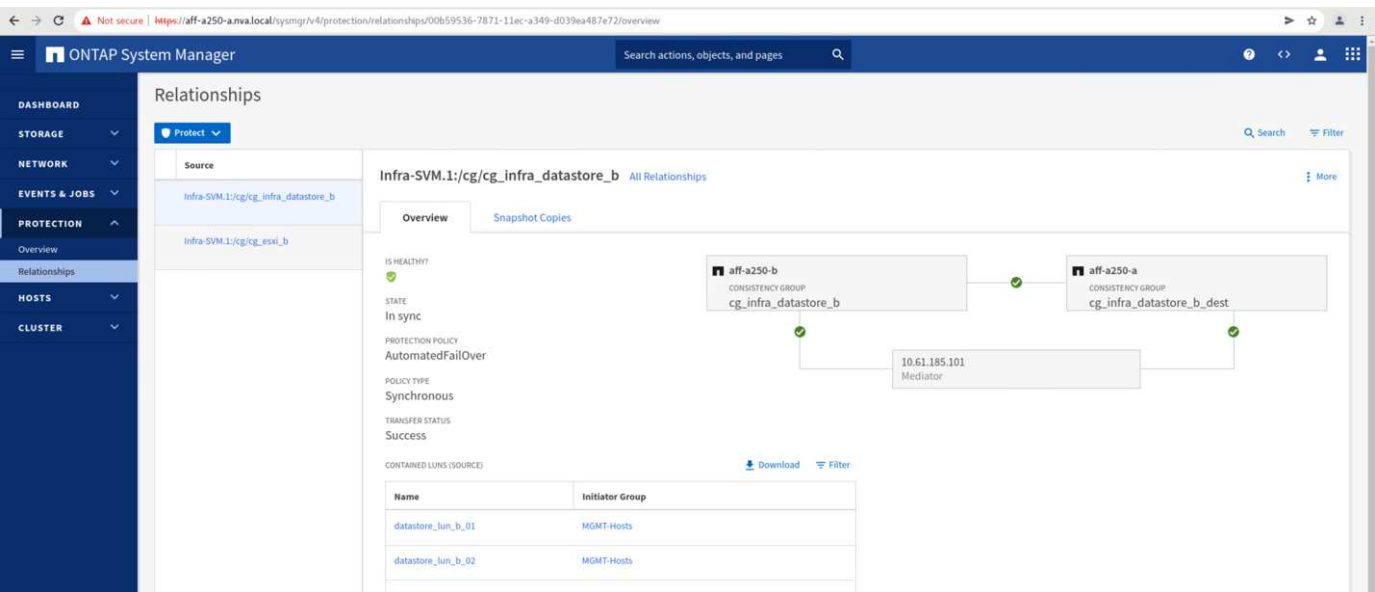 Not secure | https://aff-a250-a.nva.local/sysmgr/v4/protection/relationships/00b59536-7871-11ec-a349-d039ea487e72/overview
ONTAP System Manager
Search actions, objects, and pages
DASHBOARD
STORAGE
NETWORK
EVENTS & JOBS
PROTECTION
Overview
Relationships
HOSTS
CLUSTER
Relationships
Protect
Search
Filter
Source
Infra-SVM.1:/cg/cg_infra_datastore_b
Infra-SVM.1:/cg/cg_esxi_b
Infra-SVM.1:/cg/cg_infra_datastore_b All Relationships
More
Overview
Snapshot Copies
IS HEALTHY?
STATE
In sync
PROTECTION POLICY
AutomatedFailOver
POLICY TYPE
Synchronous
TRANSFER STATUS
Success
aff-a250-b
CONSISTENCY GROUP
cg_infra_datastore_b
aff-a250-a
CONSISTENCY GROUP
cg_infra_datastore_b_dest
10.61.185.101
Mediator
CONTAINED LUNS (SOURCE)
Download
Filter
Name Initiator Group
datastore_lun_b_01 MGMT-Hosts
datastore_lun_b_02 MGMT-Hosts